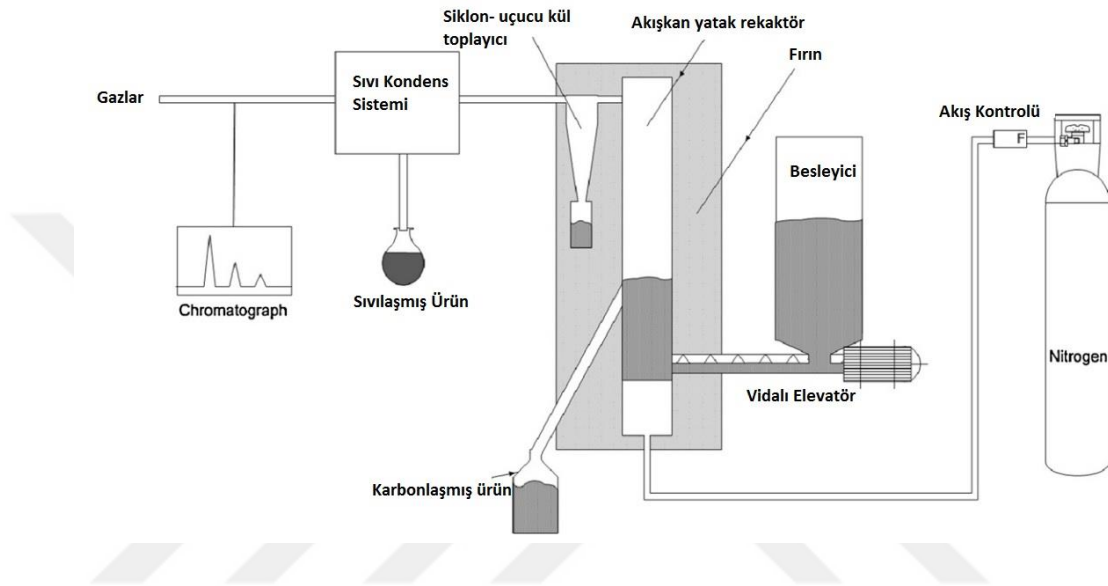 Siklon- uçucu kül
toplayıcı
Akışkan yatak rekaktör
Fırın
Gazlar
Sıvı Kondens
Sistemi
Akış Kontrolü
F
Besleyici
Chromatograph
Sıvılaşmış Ürün
Nitrogen
Vidalı Elevatör
Karbonlaşmış ürün